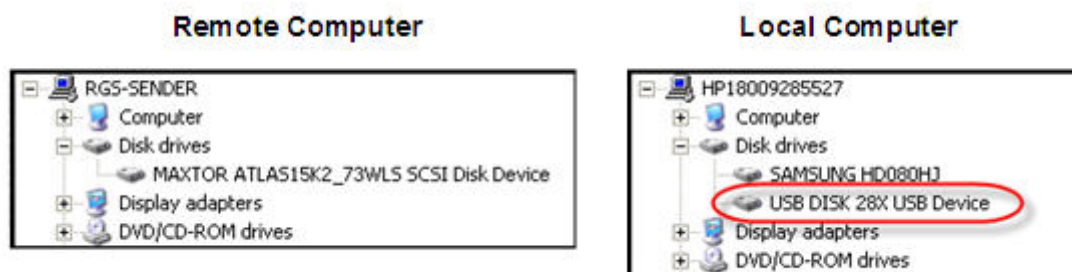 Remote Computer
RGS-SENDER
Computer
Disk drives
MAXTOR ATLAS15K2_73WLS SCSI Disk Device
Display adapters
DVD/CD-ROM drives
Local Computer
HP18009285527
Computer
Disk drives
SAMSUNG HD080HJ
USB DISK 28X USB Device
Display adapters
DVD/CD-ROM drives